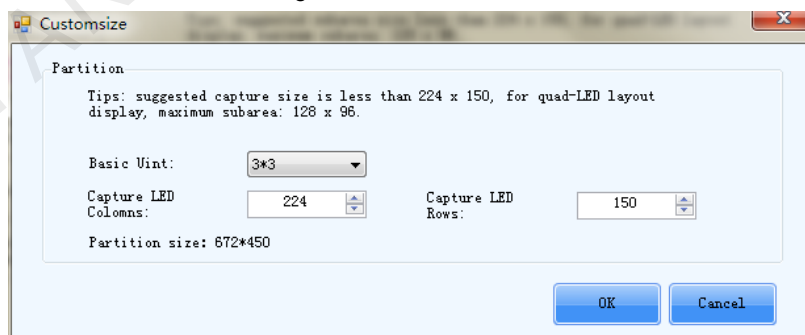 Customsize
Partition
Tips: suggested capture size is less than 224 x 150, for quad-LED layout
display, maximum subarea: 128 x 96.
Basic Uint: 3*3
Capture LED Colomns: 224 Capture LED Rows: 150
Partition size: 672*450
OK Cancel